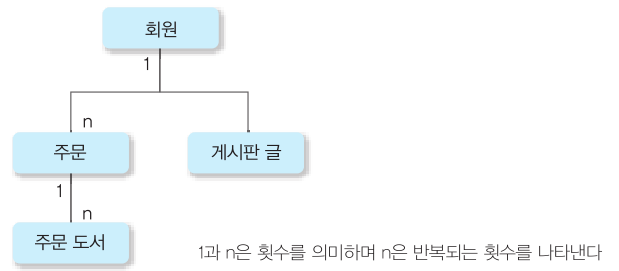 회원
1
n
주문
게시판 글
1
n
주문 도서
1과 n은 횟수를 의미하며 n은 반복되는 횟수를 나타낸다